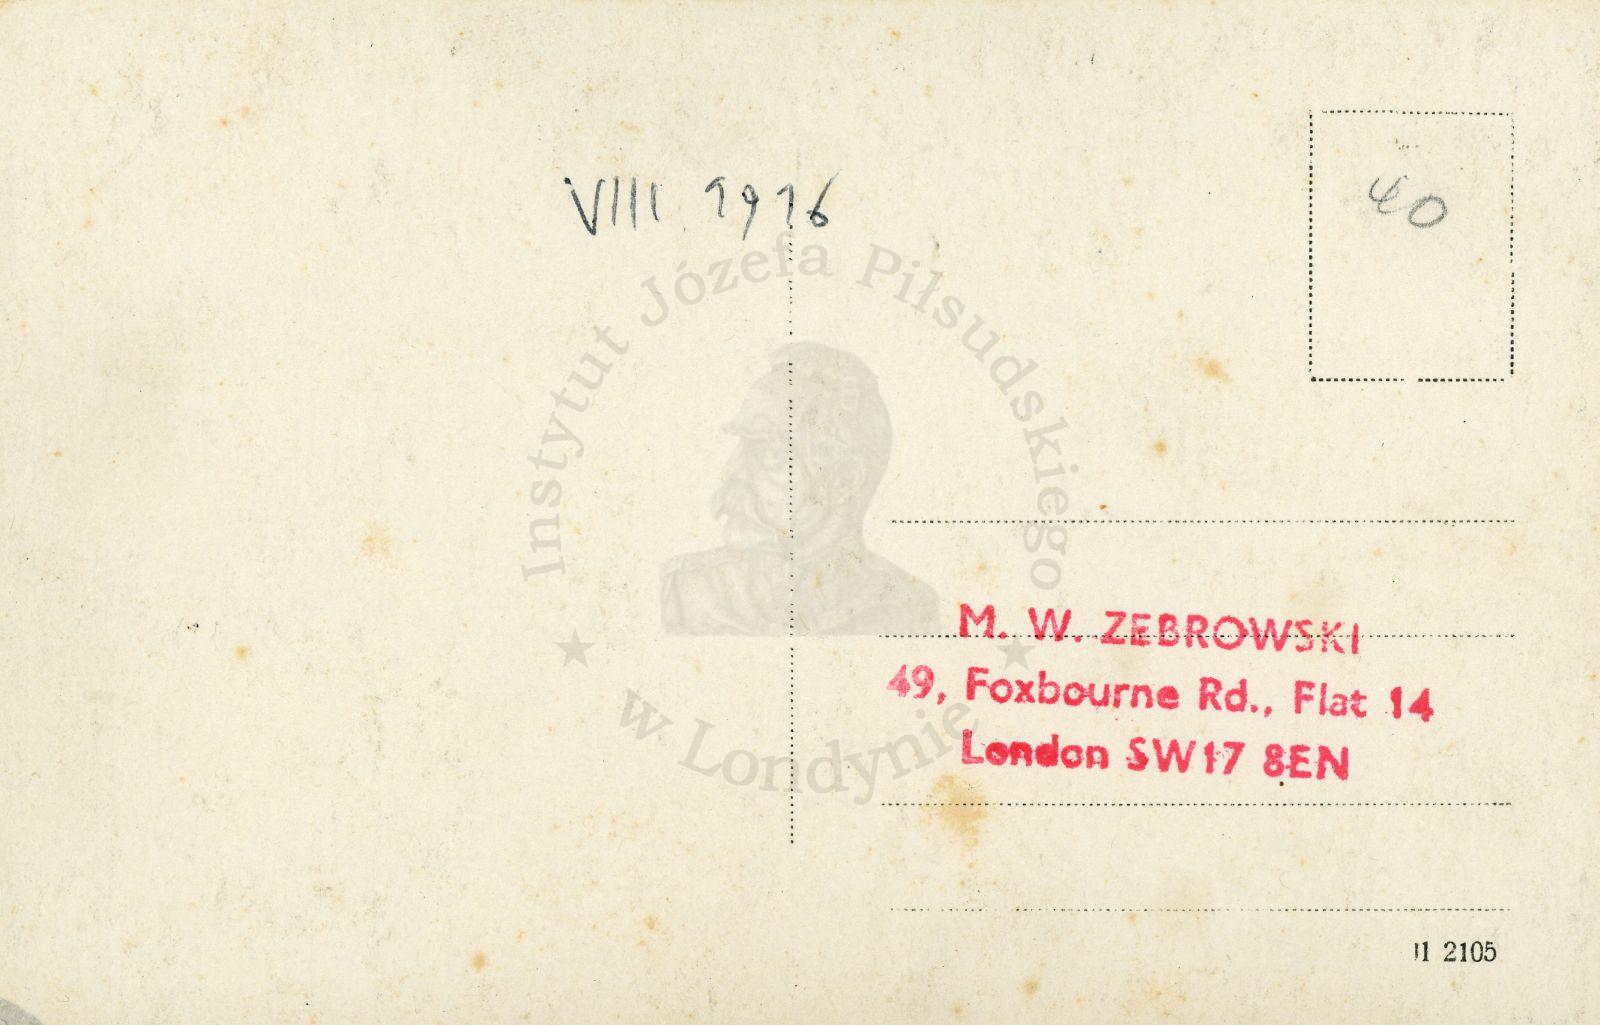 VIII 1916
40
Instytut Józefa Piłsudskiego
w Londynie
M. W. ZEBROWSKI
49, Foxbourne Rd., Flat 14
London SW17 8EN
II 2105